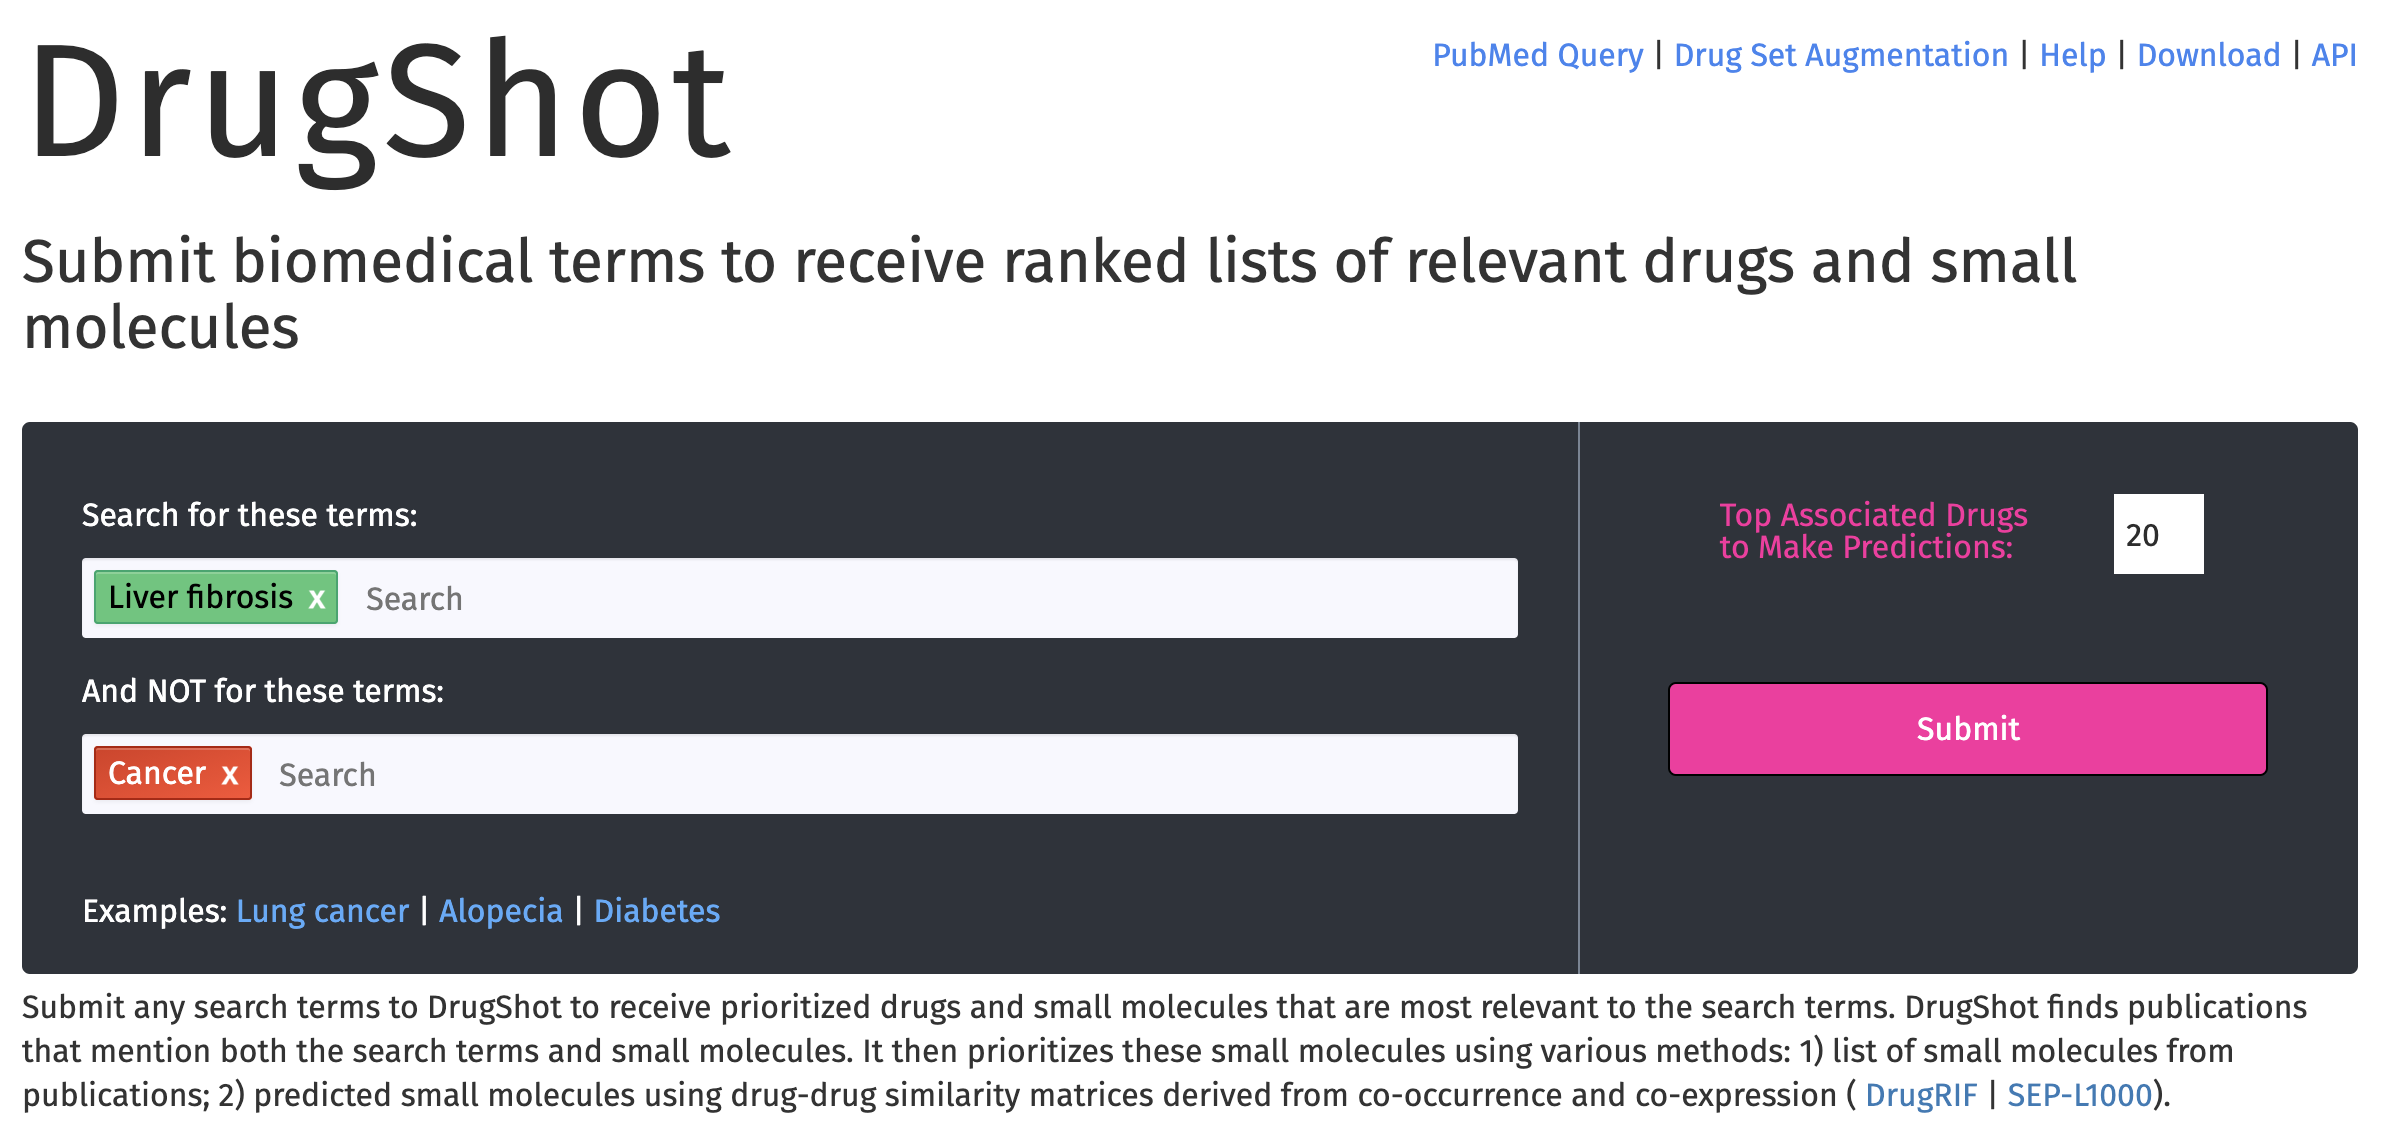 DrugShot
PubMed Query | Drug Set Augmentation | Help | Download | API
Submit biomedical terms to receive ranked lists of relevant drugs and small
molecules
Search for these terms:
Liver fibrosis x Search
And NOT for these terms:
Cancer x Search
Examples: Lung cancer | Alopecia | Diabetes
Top Associated Drugs
to Make Predictions:
20
Submit
Submit any search terms to DrugShot to receive prioritized drugs and small molecules that are most relevant to the search terms. DrugShot finds publications
that mention both the search terms and small molecules. It then prioritizes these small molecules using various methods: 1) list of small molecules from
publications; 2) predicted small molecules using drug-drug similarity matrices derived from co-occurrence and co-expression ( DrugRIF | SEP-L1000).